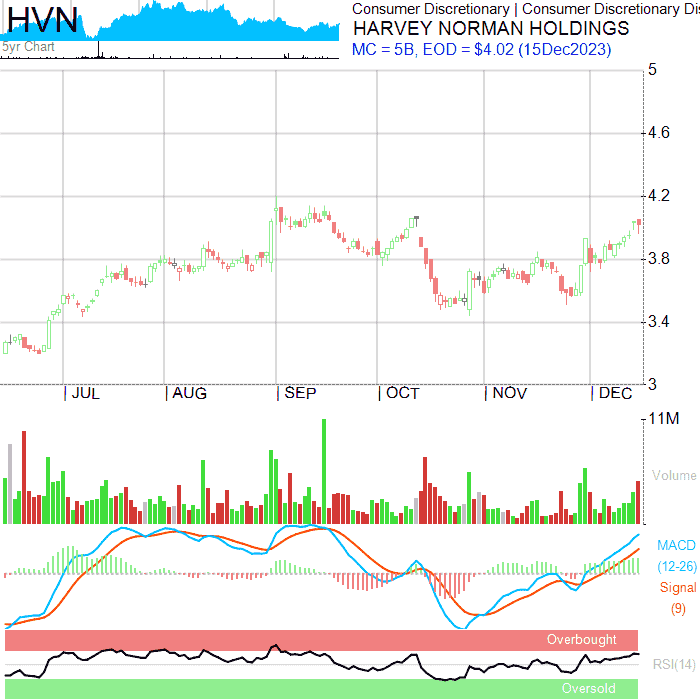 HVN
5yr Chart
Consumer Discretionary | Consumer Discretionary Dis
HARVEY NORMAN HOLDINGS
MC = 5B, EOD = $4.02 (15Dec2023)
5
4.6
4.2
3.8
3.4
3
JUL
AUG
SEP
OCT
NOV
DEC
11M
Volume
MACD
(12-26)
Signal
(9)
Overbought
RSI(14)
Oversold